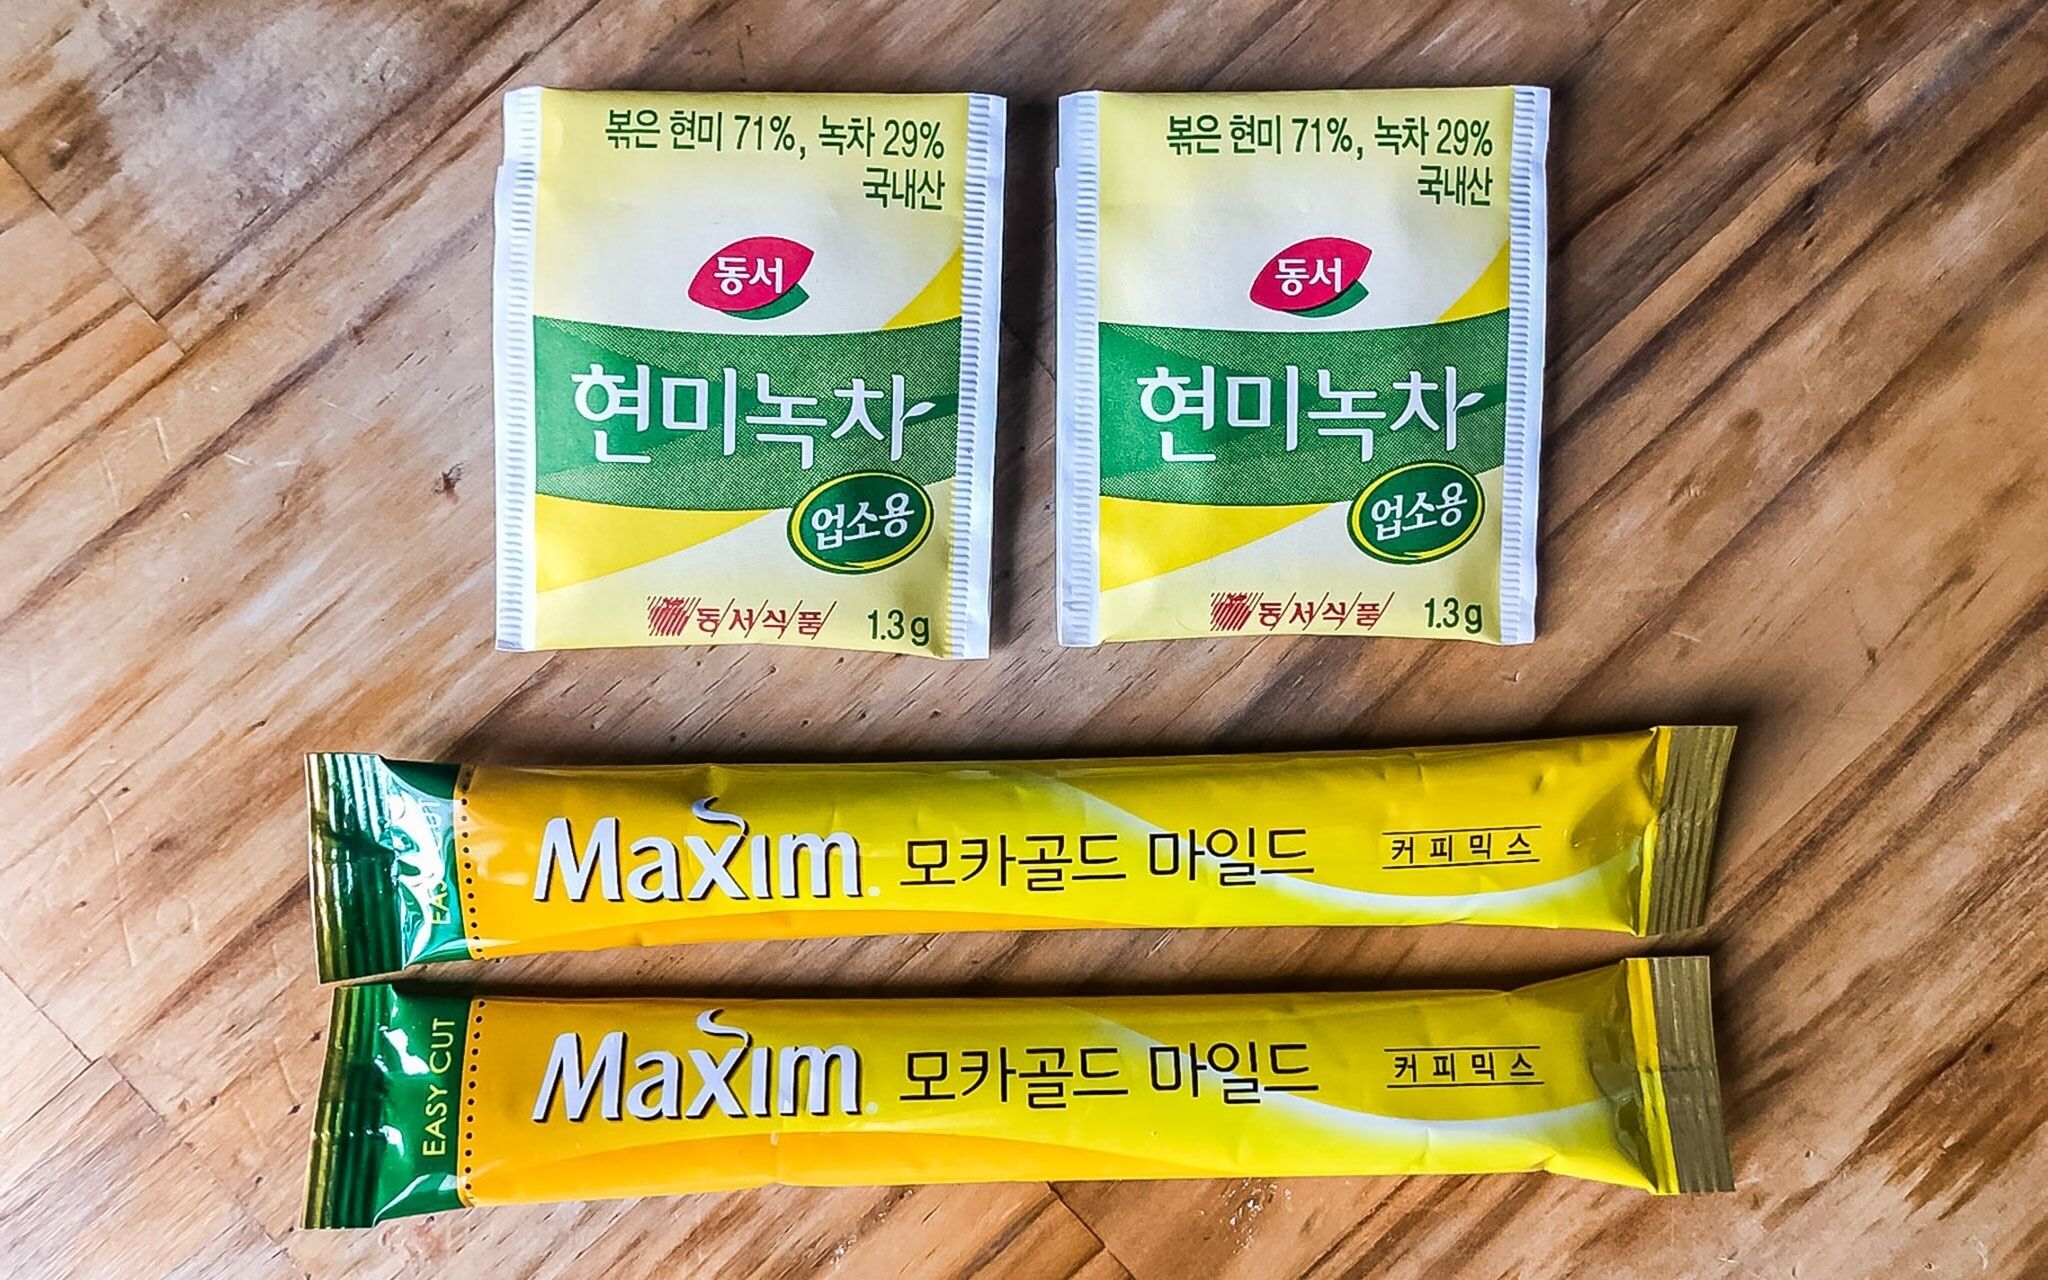 볶은 현미 71%, 녹차 29%
국내산
동서
현미녹차
업소용
동서식품 1.3g
볶은 현미 71%, 녹차 29%
국내산
동서
현미녹차
업소용
동서식품 1.3g
Maxim 모카골드 마일드 커피믹스
EASY CUT
Maxim 모카골드 마일드 커피믹스